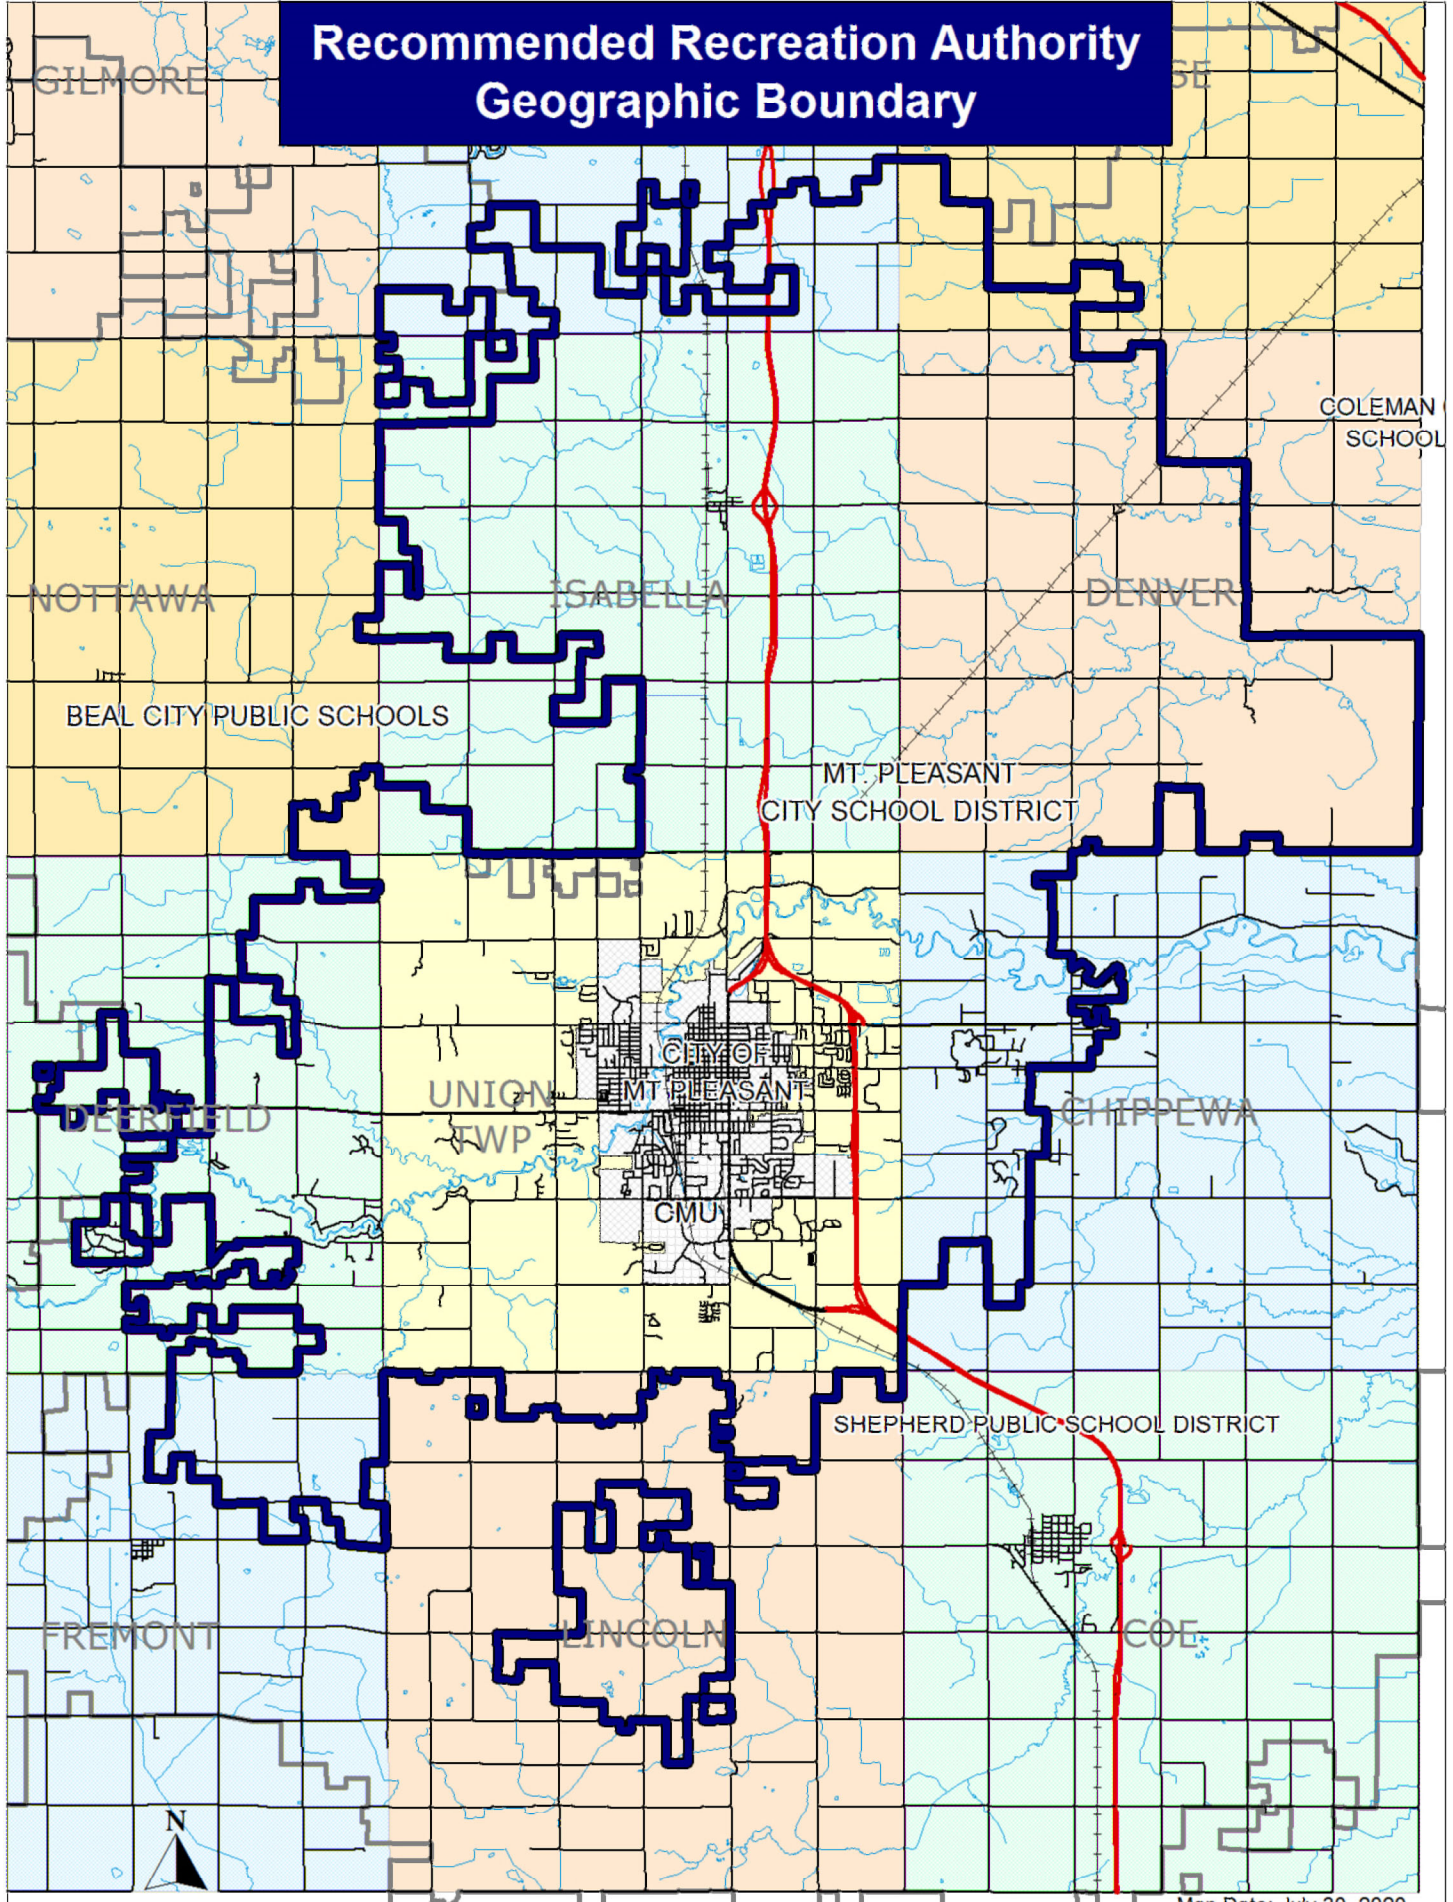 Recommended Recreation Authority
Geographic Boundary
GILMORE
SE
COLEMAN
SCHOOL
NOTTAWA
ISABELLA
DENVER
BEAL CITY PUBLIC SCHOOLS
MT. PLEASANT
CITY SCHOOL DISTRICT
CITY OF
MT PLEASANT
UNION
TWP
DEERFIELD
CHIPPEWA
CMU
SHEPHERD PUBLIC SCHOOL DISTRICT
FREMONT
LINCOLN
COE
N